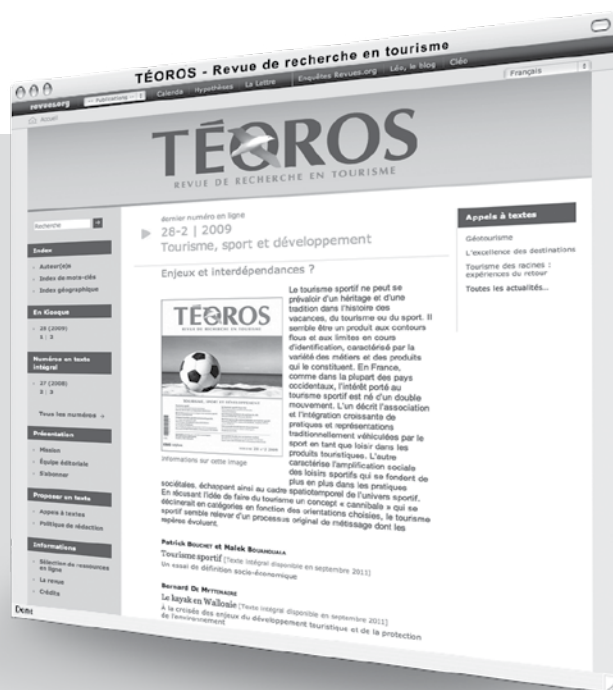 TÉOROS - Revue de recherche en tourisme
revues.org
Calenda Hypothèses La Lettre Enquêtes Revues.org Léo, le blog Cléo
Français
Accueil
TÉOROS
REVUE DE RECHERCHE EN TOURISME
Recherche
Index
Auteur(e)s
Index de mots-clés
Index géographique
En Kiosque
28 (2009)
Numéros en texte
intégral
27 (2008)
Tous les numéros →
Présentation
Mission
Équipe éditoriale
S'abonner
Proposer un texte
Appels à textes
Politique de rédaction
Informations
Sélection de ressources
en ligne
La revue
Crédits
Done
dernier numéro en ligne
28-2 | 2009
Tourisme, sport et développement
Enjeux et interdépendances ?
TÉOROS
REVUE DE RECHERCHE EN TOURISME
Informations sur cette image
Le tourisme sportif ne peut se
prévaloir d'un héritage et d'une
tradition dans l'histoire des
vacances, du tourisme ou du sport. Il
semble être un produit aux contours
flous et aux limites en cours
d'identification, caractérisé par la
variété des métiers et des produits
qui le constituent. En France,
comme dans la plupart des pays
occidentaux, l'intérêt porté au
tourisme sportif est né d'un double
mouvement. L'un décrit l'association
et l'intégration croissante de
pratiques et représentations
traditionnellement véhiculées par le
sport en tant que loisir dans les
produits touristiques. L'autre
caractérise l'amplification sociale
des loisirs sportifs qui se fondent de
plus en plus dans les pratiques
sociétales, échappant ainsi au cadre spatiotemporel de l'univers sportif.
En récusant l'idée de faire du tourisme un concept « cannibale » qui se
déclinerait en catégories en fonction des orientations choisies, le tourisme
sportif semble relever d'un processus original de métissage dont les
repères évoluent.
Patrick Bouchet et Malek Bouhaouala
Tourisme sportif [Texte intégral disponible en septembre 2011]
Un essai de définition socio-économique
Bernard De Myttenaere
Le kayak en Wallonie [Texte intégral disponible en septembre 2011]
À la croisée des enjeux du développement touristique et de la protection
de l'environnement
Appels à textes
Géotourisme
L'excellence des destinations
Tourisme des racines :
expériences du retour
Toutes les actualités...